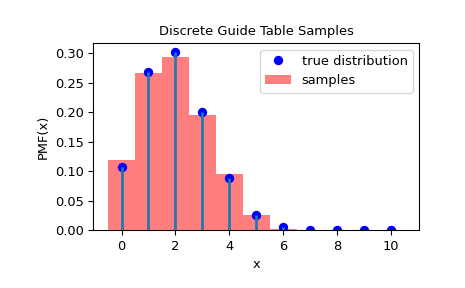 Discrete Guide Table Samples
PMF(x)
0.30
0.25
0.20
0.15
0.10
0.05
0.00
true distribution
samples
0 2 4 6 8 10
x